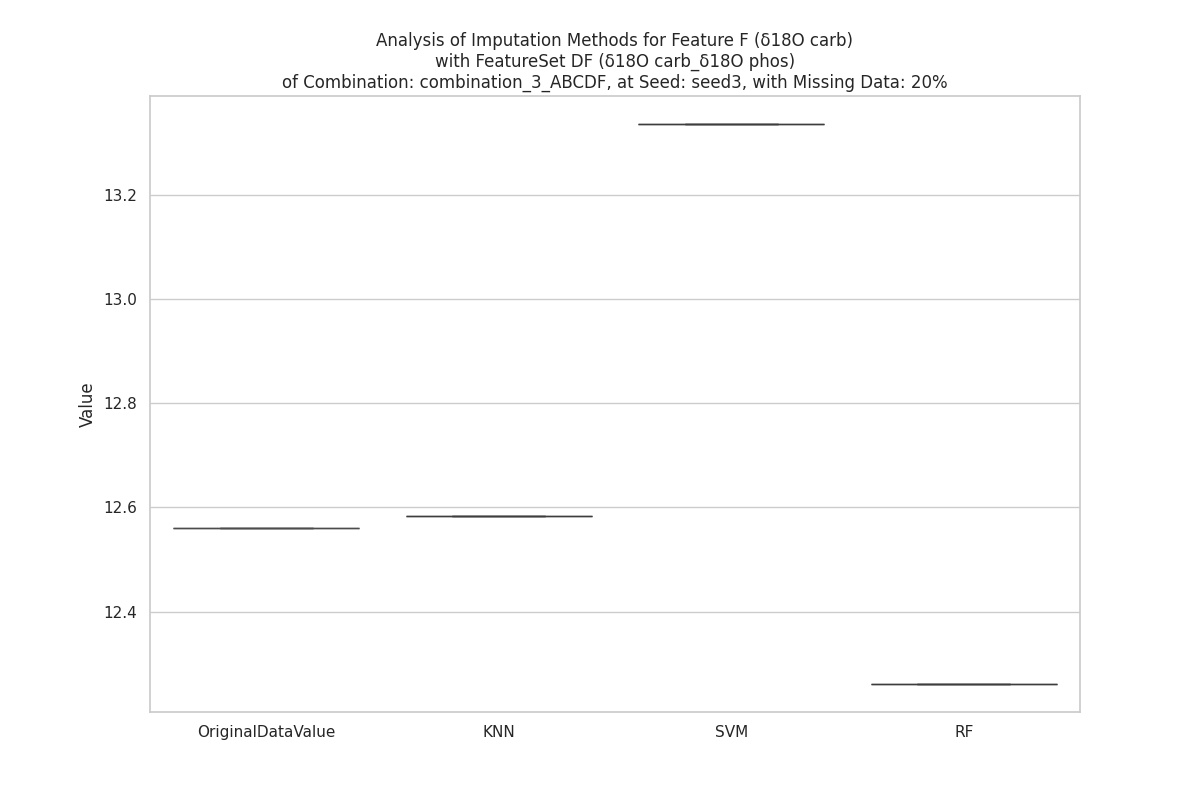 Analysis of Imputation Methods for Feature F (δ18O carb)
with FeatureSet DF (δ18O carb_δ18O phos)
of Combination: combination_3_ABCDF, at Seed: seed3, with Missing Data: 20%
13.2
13.0
12.8
12.6
12.4
Value
OriginalDataValue KNN SVM RF